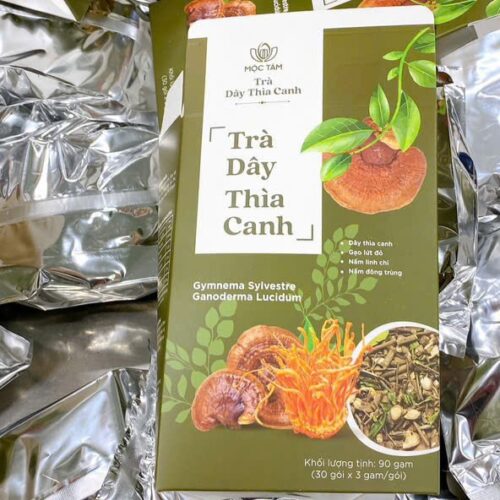 MỘC TÂM
Trà
Dây Thìa Canh
Trà
Dây
Thìa
Canh
Dây thìa canh
Gạo lứt đỏ
Nấm linh chi
Nấm đông trùng
Gymnema Sylvestre
Ganoderma Lucidum
Khối lượng tịnh: 90 gam
(30 gói x 3 gam/gói)